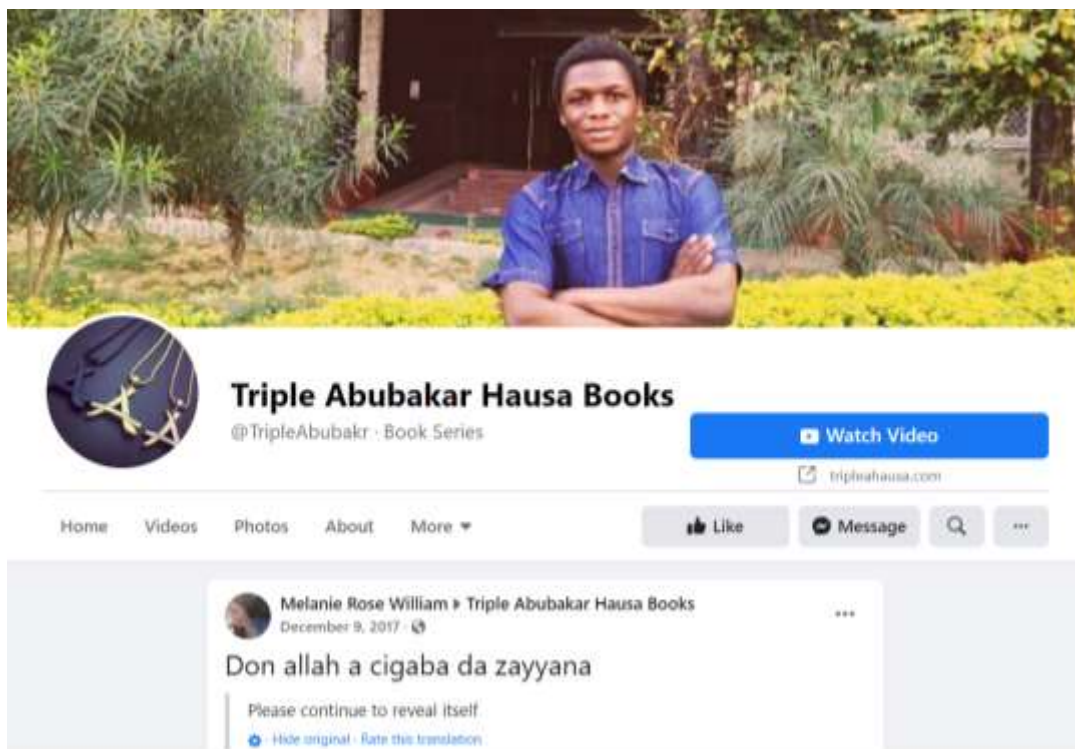 Triple Abubakar Hausa Books
@TripleAbubakr · Book Series
Watch Video
tripleahausa.com
Home Videos Photos About More
Like Message
Melanie Rose William ▸ Triple Abubakar Hausa Books
December 9, 2017 ·
Don allah a cigaba da zayyana
Please continue to reveal itself
· Hide original · Rate this translation